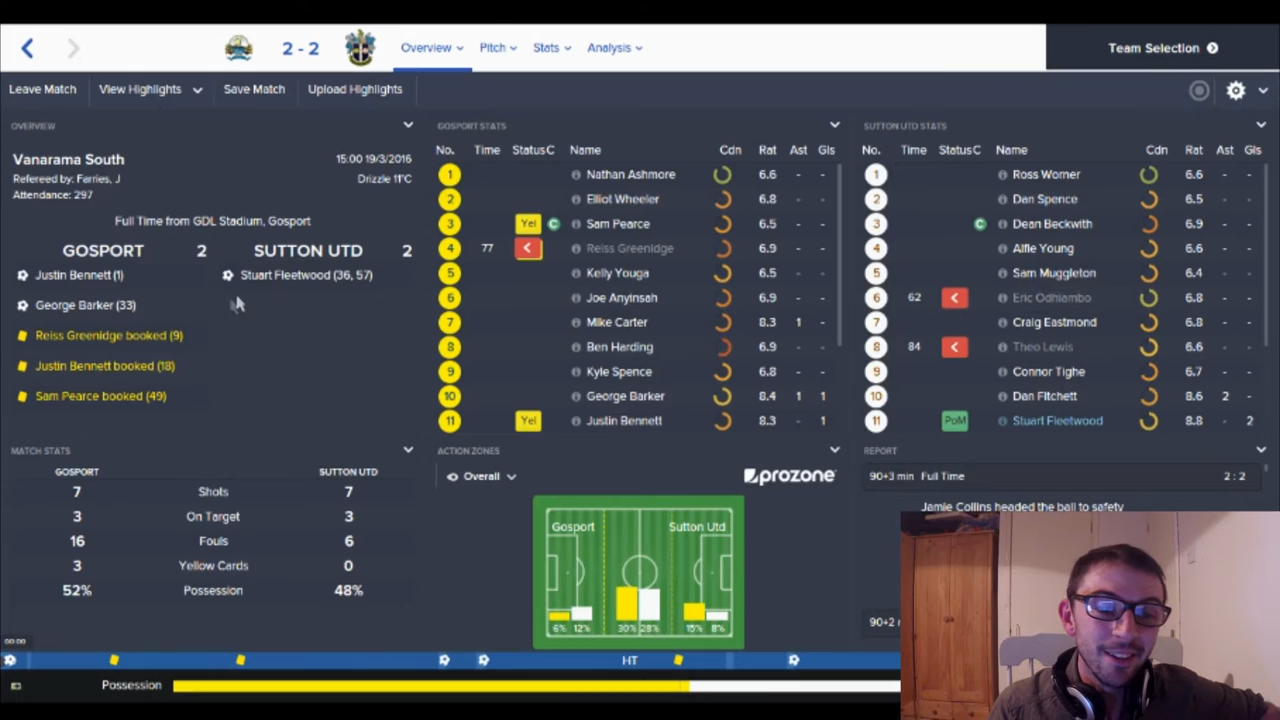 2 - 2
Overview
Pitch
Stats
Analysis
Team Selection
Leave Match
View Highlights
Save Match
Upload Highlights
OVERVIEW
Vanarama South
15:00 19/3/2016
Refereed by: Farries, J
Drizzle 11°C
Attendance: 297
Full Time from GDL Stadium, Gosport
GOSPORT 2 SUTTON UTD 2
Justin Bennett (1)
Stuart Fleetwood (36, 57)
George Barker (33)
Reiss Greenidge booked (9)
Justin Bennett booked (18)
Sam Pearce booked (49)
GOSPORT STATS
No. Time Status C Name Cdn Rat Ast Gls
1 Nathan Ashmore 6.6 - -
2 Elliot Wheeler 6.8 - -
3 Yel C Sam Pearce 6.5 - -
4 77 Reiss Greenidge 6.9 - -
5 Kelly Youga 6.5 - -
6 Joe Anyinsah 6.9 - -
7 Mike Carter 8.3 1 -
8 Ben Harding 6.9 - -
9 Kyle Spence 6.8 - -
10 George Barker 8.4 1 1
11 Yel Justin Bennett 8.3 - 1
SUTTON UTD STATS
No. Time Status C Name Cdn Rat Ast Gls
1 Ross Worner 6.6 - -
2 Dan Spence 6.5 - -
3 C Dean Beckwith 6.9 - -
4 Alfie Young 6.6 - -
5 Sam Muggleton 6.4 - -
6 62 Eric Odhiambo 6.8 - -
7 Craig Eastmond 6.8 - -
8 84 Theo Lewis 6.6 - -
9 Connor Tighe 6.7 - -
10 Dan Fitchett 8.6 2 -
11 PoM Stuart Fleetwood 8.8 - 2
MATCH STATS
GOSPORT SUTTON UTD
7 Shots 7
3 On Target 3
16 Fouls 6
3 Yellow Cards 0
52% Possession 48%
ACTION ZONES
Overall
prozone
Gosport Sutton Utd
6% 12% 30% 28% 15% 8%
REPORT
90+3 min Full Time 2 : 2
Jamie Collins headed the ball to safety
90+2
00:00
HT
Possession